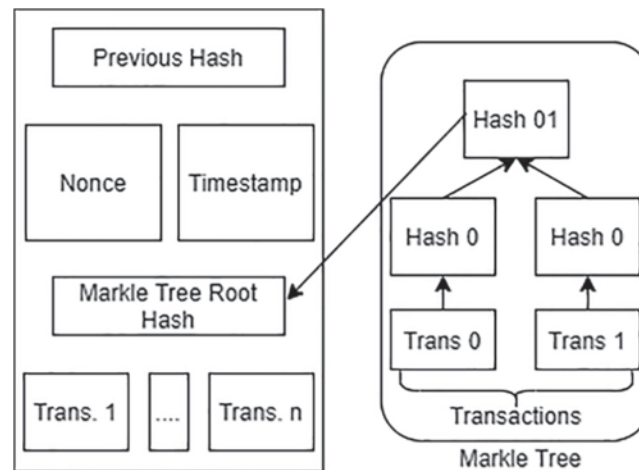 Previous Hash
Nonce
Timestamp
Markle Tree Root
Hash
Trans. 1
....
Trans. n
Hash 01
Hash 0
Hash 0
Trans 0
Trans 1
Transactions
Markle Tree